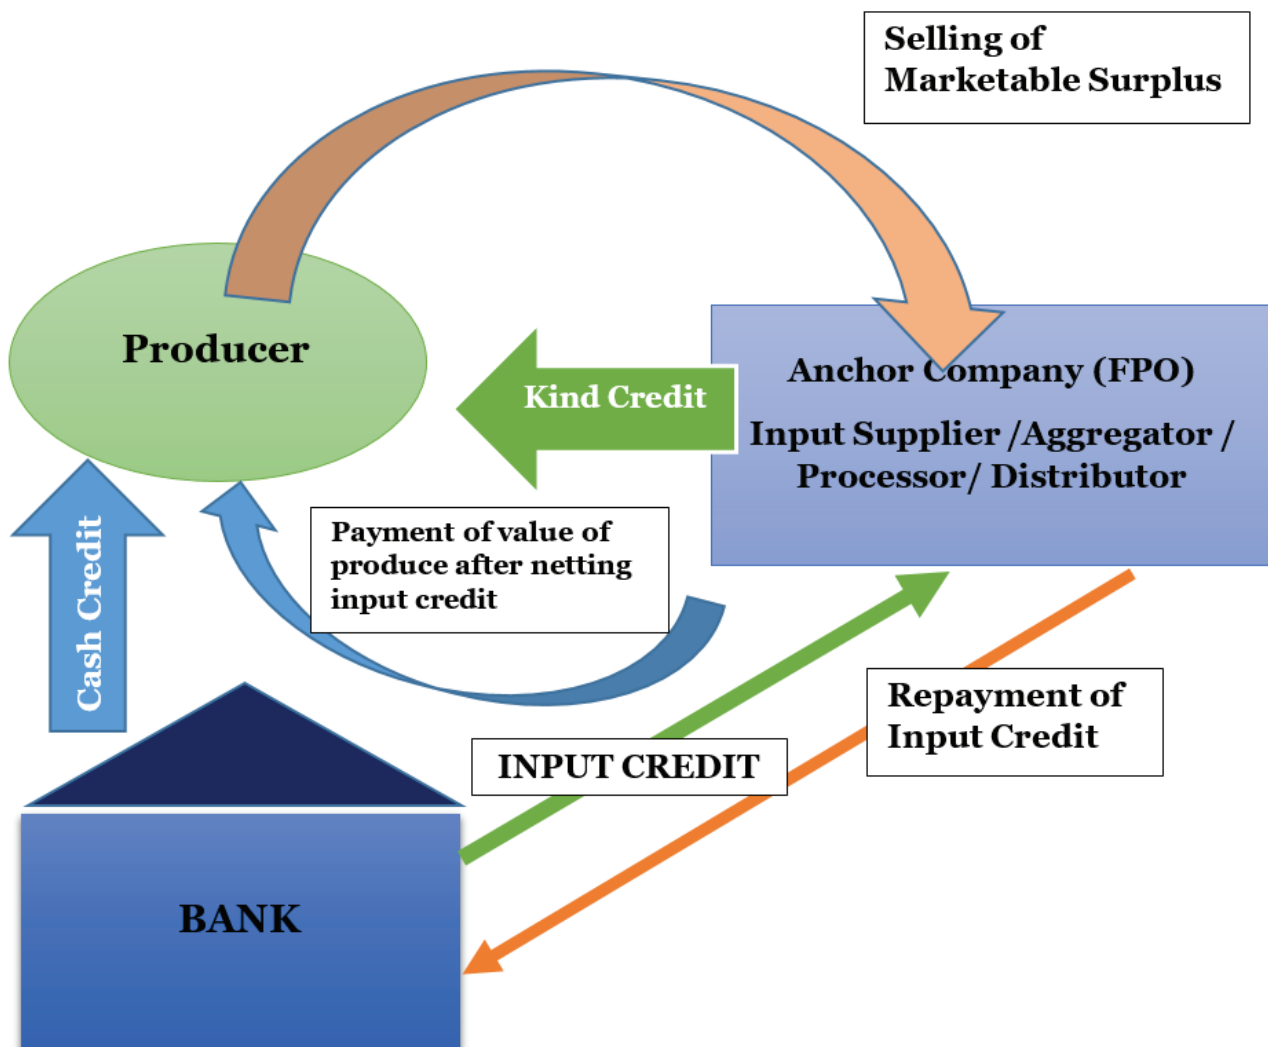 Selling of
Marketable Surplus
Producer
Kind Credit
Anchor Company (FPO)
Input Supplier /Aggregator /
Processor/ Distributor
Cash Credit
Payment of value of
produce after netting
input credit
Repayment of
Input Credit
INPUT CREDIT
BANK